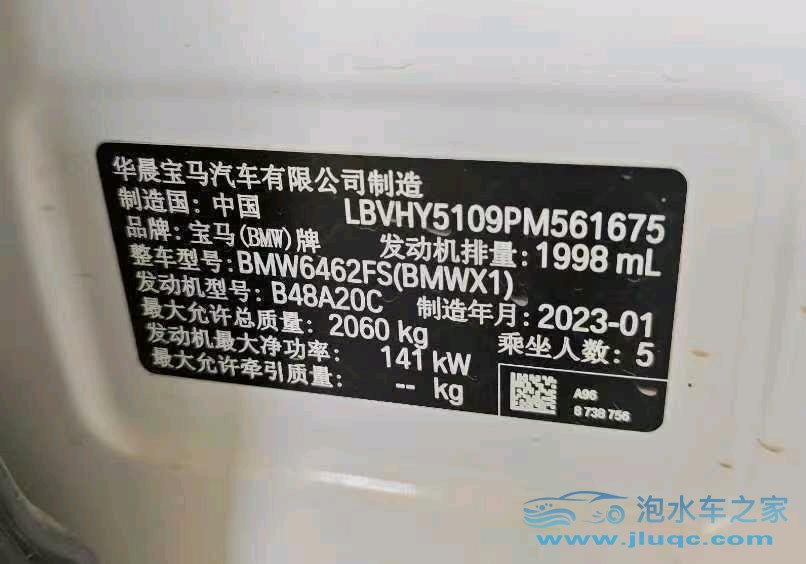 华晨宝马汽车有限公司制造
制造国: 中国 LBVHY5109PM561675
品牌: 宝马(BMW)牌 发动机排量: 1998 mL
整车型号: BMW6462FS(BMWX1)
发动机型号: B48A20C 制造年月: 2023-01
最大允许总质量: 2060 kg 乘坐人数: 5
发动机最大净功率: 141 kW
最大允许牵引质量: -- kg
A96
8 738 756
泡水车之家
www.jluqc.com